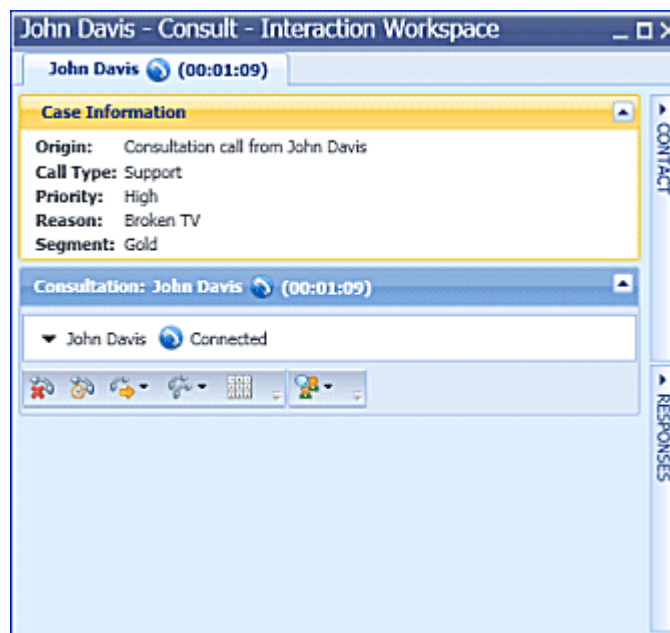 John Davis - Consult - Interaction Workspace
John Davis (00:01:09)
Case Information
Origin: Consultation call from John Davis
Call Type: Support
Priority: High
Reason: Broken TV
Segment: Gold
Consultation: John Davis (00:01:09)
John Davis Connected
CONTACT
RESPONSES